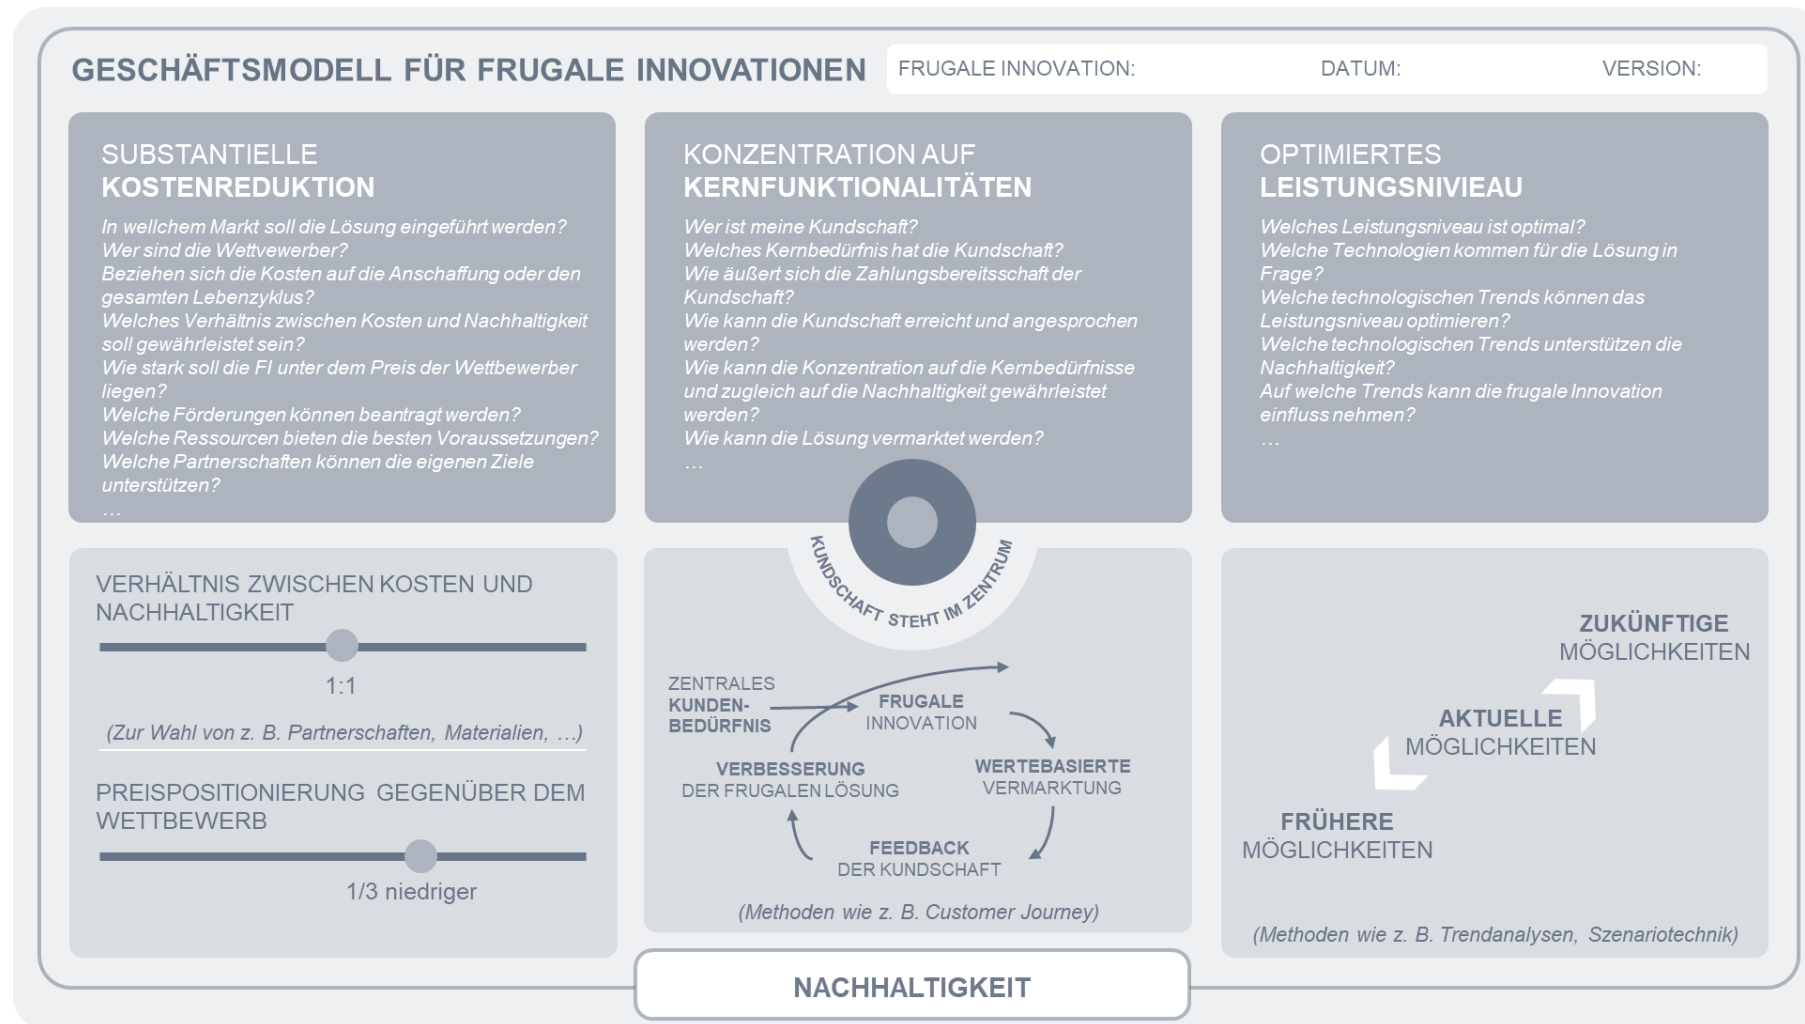 GESCHÄFTSMODELL FÜR FRUGALE INNOVATIONEN
FRUGALE INNOVATION: DATUM: VERSION:
SUBSTANTIELLE
KOSTENREDUKTION
In wellchem Markt soll die Lösung eingeführt werden?
Wer sind die Wettvewerber?
Beziehen sich die Kosten auf die Anschaffung oder den
gesamten Lebenzyklus?
Welches Verhältnis zwischen Kosten und Nachhaltigkeit
soll gewährleistet sein?
Wie stark soll die FI unter dem Preis der Wettbewerber
liegen?
Welche Förderungen können beantragt werden?
Welche Ressourcen bieten die besten Voraussetzungen?
Welche Partnerschaften können die eigenen Ziele
unterstützen?
…
KONZENTRATION AUF
KERNFUNKTIONALITÄTEN
Wer ist meine Kundschaft?
Welches Kernbedürfnis hat die Kundschaft?
Wie äußert sich die Zahlungsbereitsschaft der
Kundschaft?
Wie kann die Kundschaft erreicht und angesprochen
werden?
Wie kann die Konzentration auf die Kernbedürfnisse
und zugleich auf die Nachhaltigkeit gewährleistet
werden?
Wie kann die Lösung vermarktet werden?
…
OPTIMIERTES
LEISTUNGSNIVIEAU
Welches Leistungsniveau ist optimal?
Welche Technologien kommen für die Lösung in
Frage?
Welche technologischen Trends können das
Leistungsniveau optimieren?
Welche technologischen Trends unterstützen die
Nachhaltigkeit?
Auf welche Trends kann die frugale Innovation
einfluss nehmen?
…
VERHÄLTNIS ZWISCHEN KOSTEN UND
NACHHALTIGKEIT
1:1
(Zur Wahl von z. B. Partnerschaften, Materialien, …)
PREISPOSITIONIERUNG GEGENÜBER DEM
WETTBEWERB
1/3 niedriger
KUNDSCHAFT STEHT IM ZENTRUM
ZENTRALES
KUNDEN-
BEDÜRFNIS
FRUGALE
INNOVATION
VERBESSERUNG
DER FRUGALEN LÖSUNG
WERTEBASIERTE
VERMARKTUNG
FEEDBACK
DER KUNDSCHAFT
(Methoden wie z. B. Customer Journey)
ZUKÜNFTIGE
MÖGLICHKEITEN
AKTUELLE
MÖGLICHKEITEN
FRÜHERE
MÖGLICHKEITEN
(Methoden wie z. B. Trendanalysen, Szenariotechnik)
NACHHALTIGKEIT